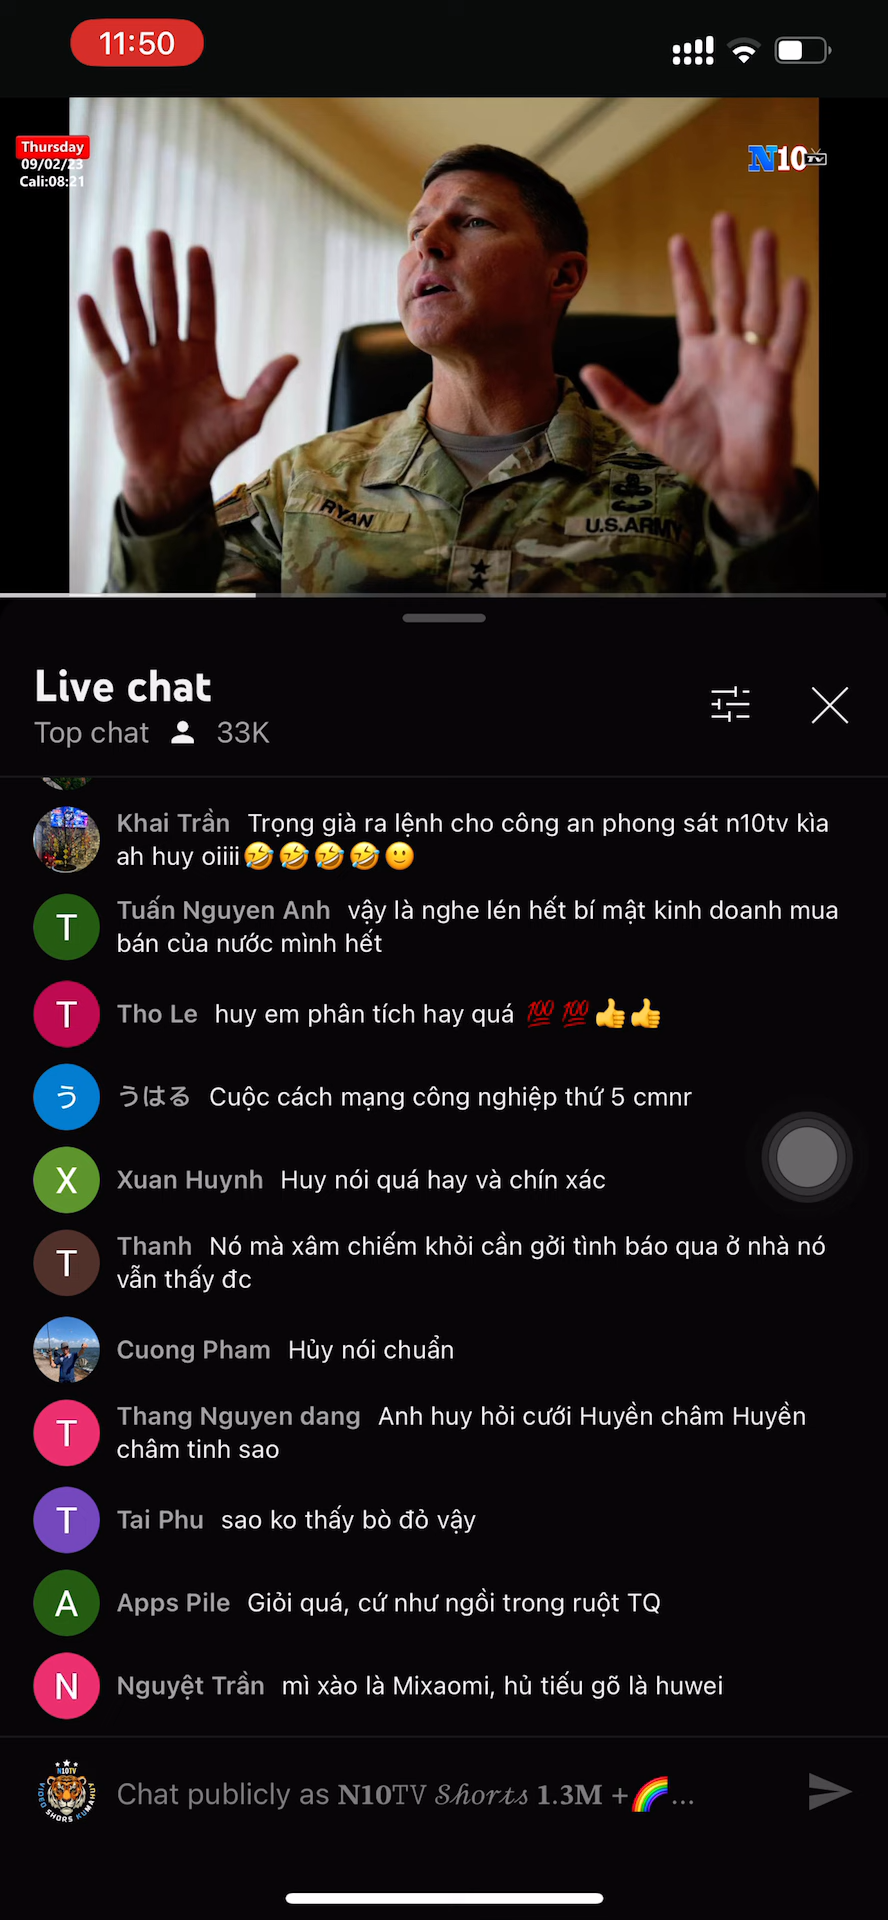 11:50
Thursday
09/02/23
Cali:08:21
N10TV
RYAN
U.S.ARMY
Live chat
Top chat 33K
Khai Trần Trọng già ra lệnh cho công an phong sát n10tv kìa
ah huy oiiii🤣🤣🤣🤣🙂
Tuấn Nguyen Anh vậy là nghe lén hết bí mật kinh doanh mua
bán của nước mình hết
T
Tho Le huy em phân tích hay quá 💯💯👍👍
T
うはる Cuộc cách mạng công nghiệp thứ 5 cmnr
う
Xuan Huynh Huy nói quá hay và chín xác
X
Thanh Nó mà xâm chiếm khỏi cần gởi tình báo qua ở nhà nó
vẫn thấy đc
T
Cuong Pham Hủy nói chuẩn
Thang Nguyen dang Anh huy hỏi cưới Huyền châm Huyền
châm tinh sao
T
Tai Phu sao ko thấy bò đỏ vậy
T
Apps Pile Giỏi quá, cứ như ngồi trong ruột TQ
A
Nguyệt Trần mì xào là Mixaomi, hủ tiếu gõ là huwei
N
N10TV
Chat publicly as 𝐍𝟏𝟎TV 𝓢𝓱𝓸𝓻𝓽𝓼 𝟏.𝟑𝐌 +🌈...